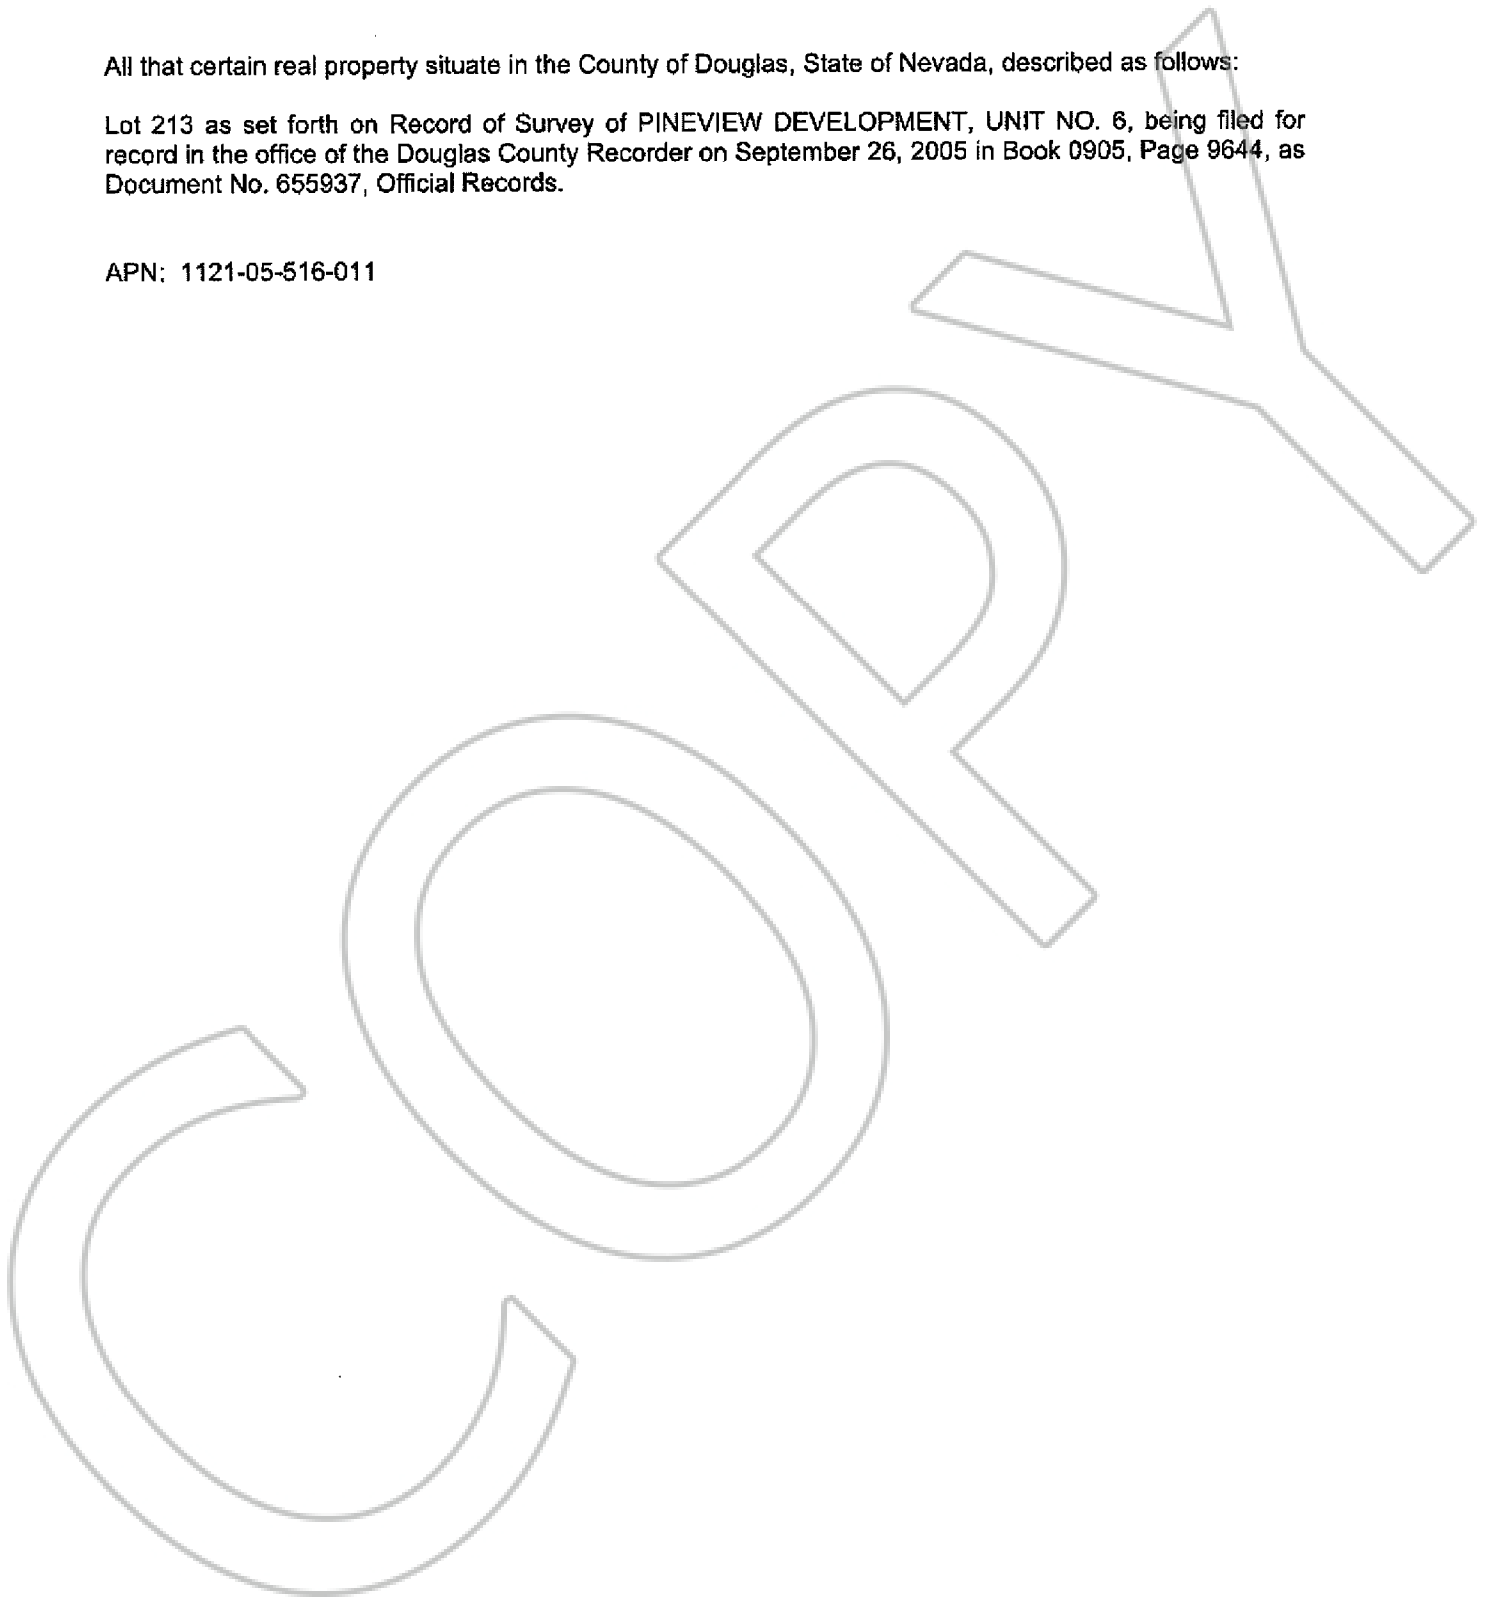 All that certain real property situate in the County of Douglas, State of Nevada, described as follows:
Lot 213 as set forth on Record of Survey of PINEVIEW DEVELOPMENT, UNIT NO. 6, being filed for
record in the office of the Douglas County Recorder on September 26, 2005 in Book 0905, Page 9644, as
Document No. 655937, Official Records.
APN: 1121-05-516-011
COPY